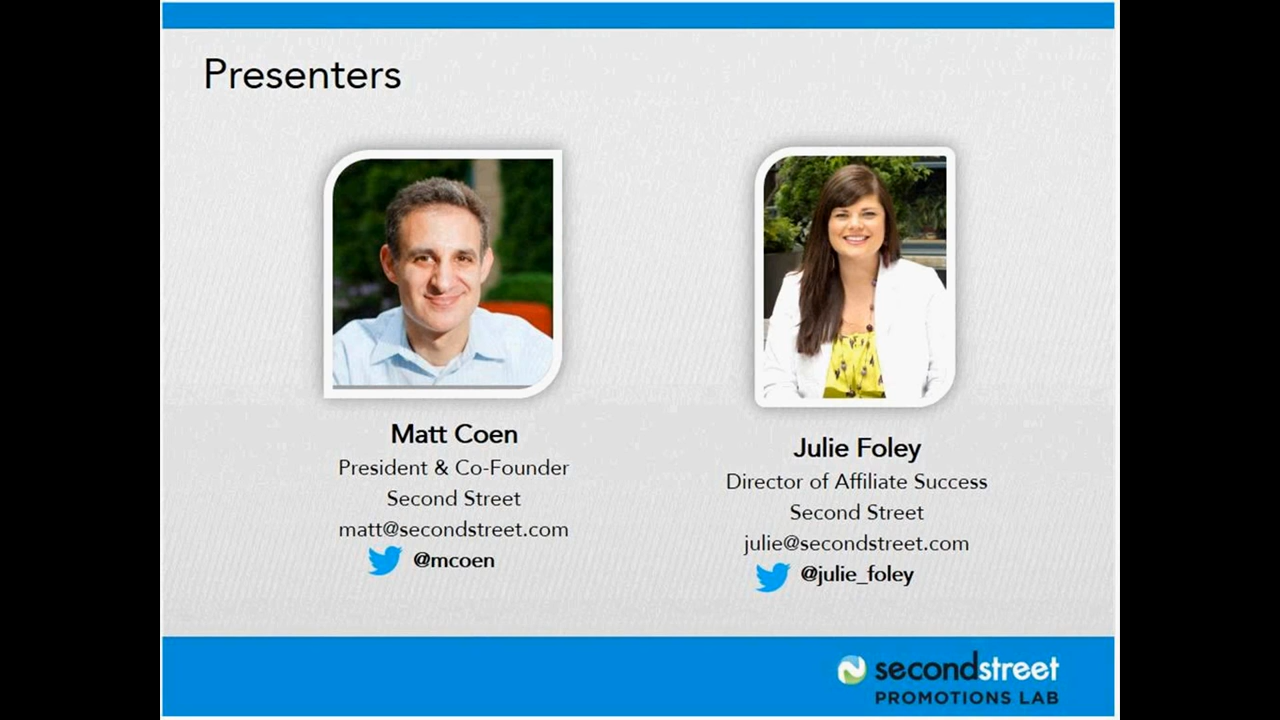 Presenters
Matt Coen
President & Co-Founder
Second Street
matt@secondstreet.com
@mcoen
Julie Foley
Director of Affiliate Success
Second Street
julie@secondstreet.com
@julie_foley
secondstreet
PROMOTIONS LAB